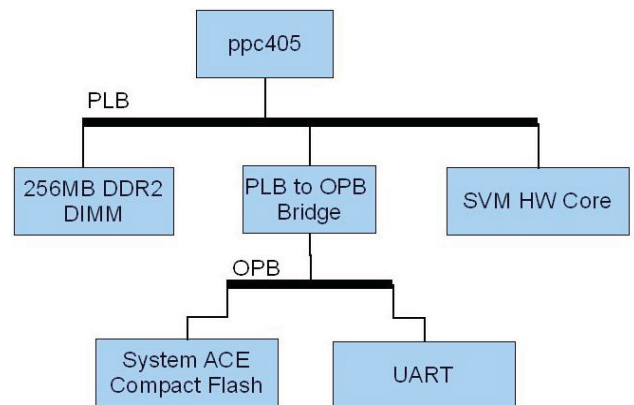 ppc405
PLB
256MB DDR2
DIMM
PLB to OPB
Bridge
SVM HW Core
OPB
System ACE
Compact Flash
UART